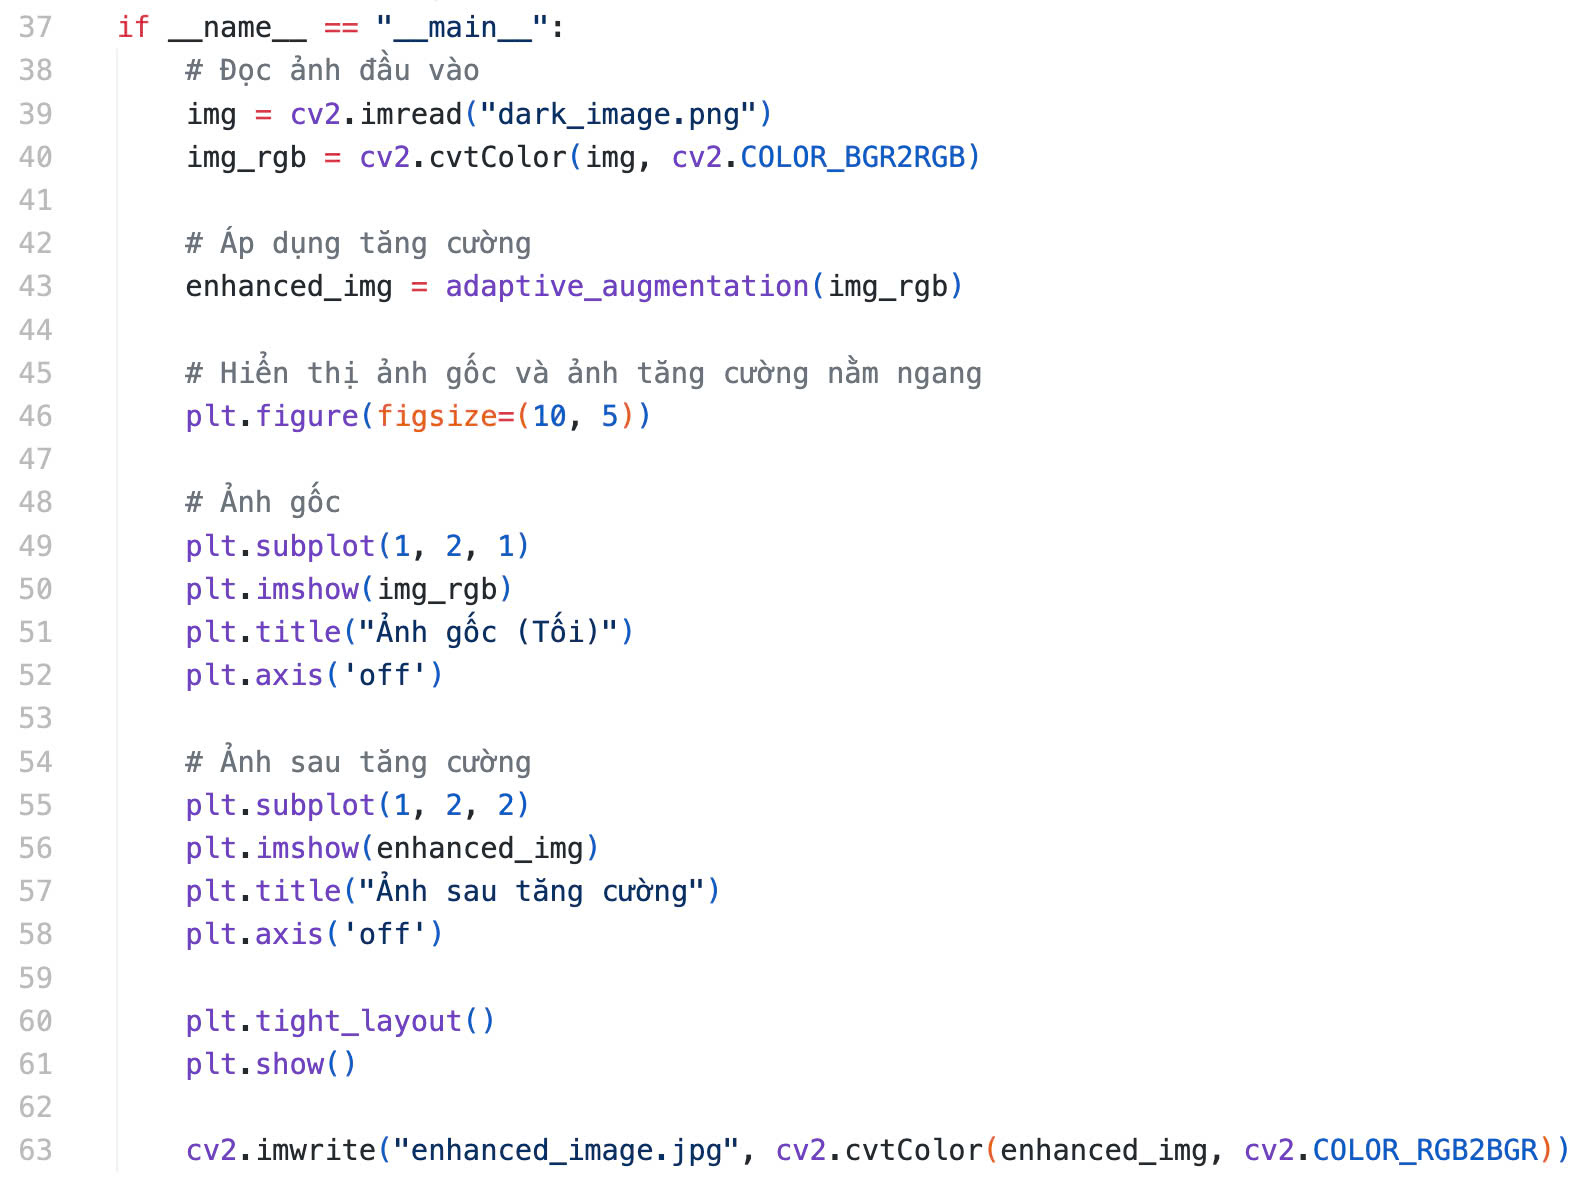 37 if __name__ == "__main__":
38 # Đọc ảnh đầu vào
39 img = cv2.imread("dark_image.png")
40 img_rgb = cv2.cvtColor(img, cv2.COLOR_BGR2RGB)
41
42 # Áp dụng tăng cường
43 enhanced_img = adaptive_augmentation(img_rgb)
44
45 # Hiển thị ảnh gốc và ảnh tăng cường nằm ngang
46 plt.figure(figsize=(10, 5))
47
48 # Ảnh gốc
49 plt.subplot(1, 2, 1)
50 plt.imshow(img_rgb)
51 plt.title("Ảnh gốc (Tối)")
52 plt.axis('off')
53
54 # Ảnh sau tăng cường
55 plt.subplot(1, 2, 2)
56 plt.imshow(enhanced_img)
57 plt.title("Ảnh sau tăng cường")
58 plt.axis('off')
59
60 plt.tight_layout()
61 plt.show()
62
63 cv2.imwrite("enhanced_image.jpg", cv2.cvtColor(enhanced_img, cv2.COLOR_RGB2BGR))